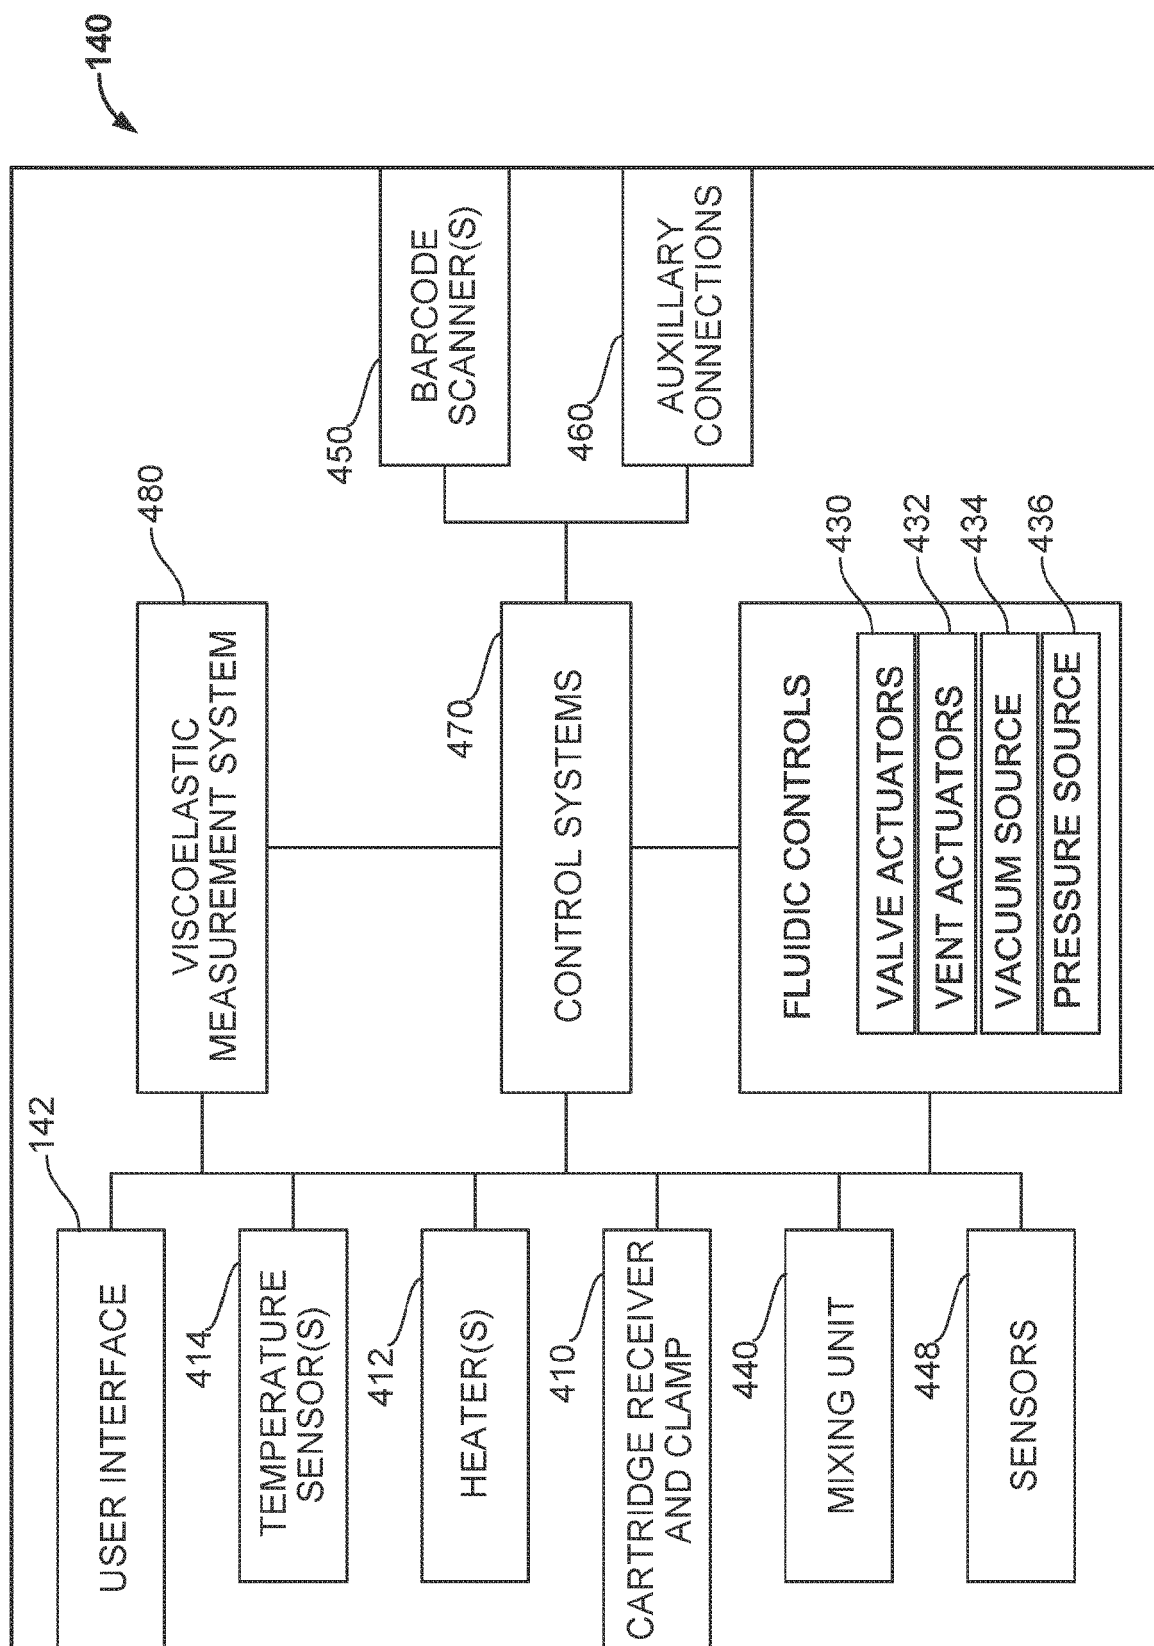 140
USER INTERFACE
142
TEMPERATURE
SENSOR(S)
414
HEATER(S)
412
CARTRIDGE RECEIVER
AND CLAMP
410
MIXING UNIT
440
SENSORS
448
VISCOELASTIC
MEASUREMENT SYSTEM
480
CONTROL SYSTEMS
470
FLUIDIC CONTROLS
VALVE ACTUATORS
430
VENT ACTUATORS
432
VACUUM SOURCE
434
PRESSURE SOURCE
436
BARCODE
SCANNER(S)
450
AUXILLARY
CONNECTIONS
460